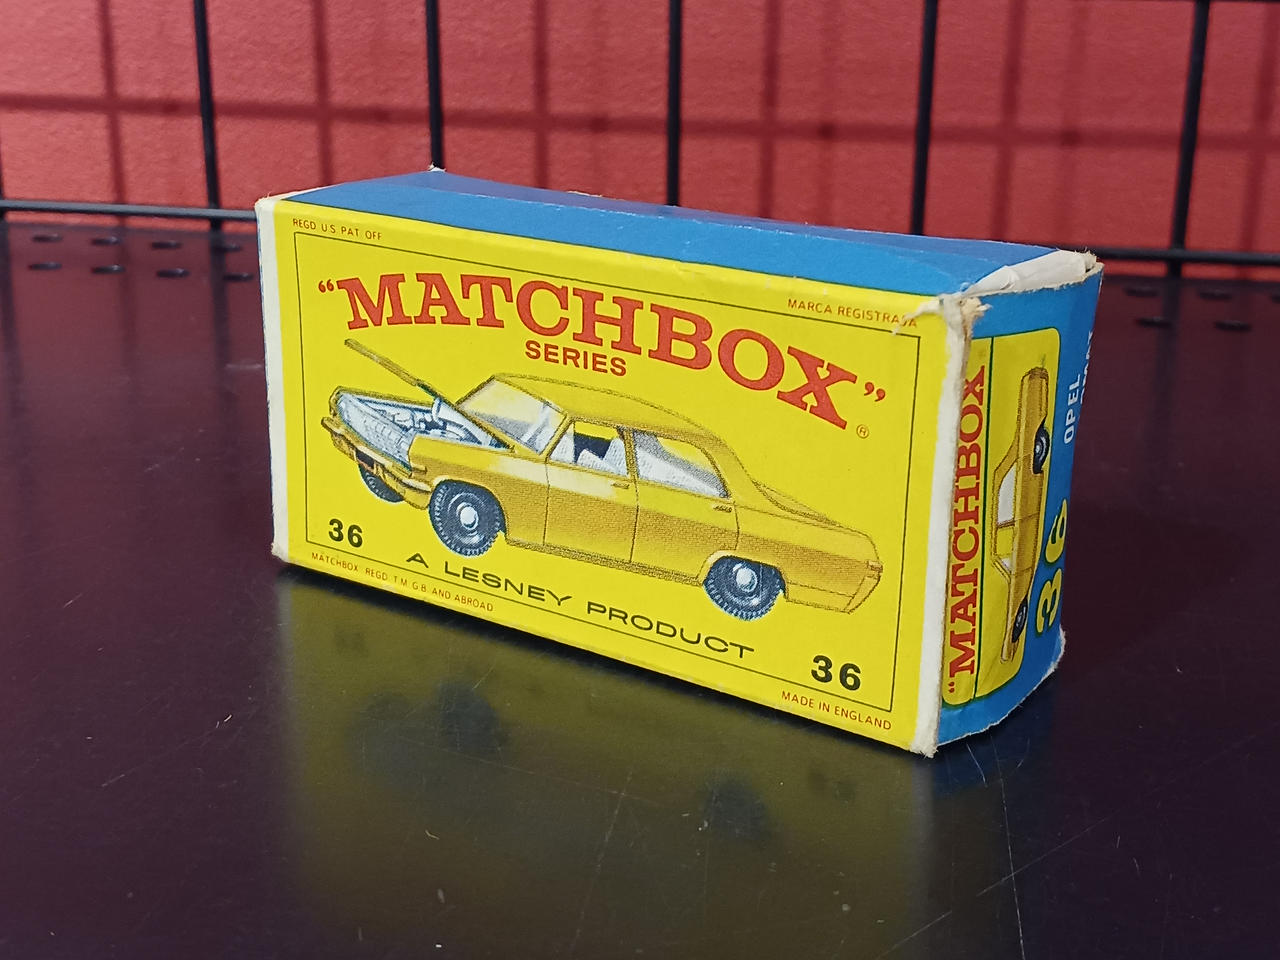 REGD U.S. PAT. OFF
MARCA REGISTRADA
“MATCHBOX”®
SERIES
36
A LESNEY PRODUCT
36
MATCHBOX REGD. T.M. G.B. AND ABROAD
MADE IN ENGLAND
“MATCHBOX
36
OPEL